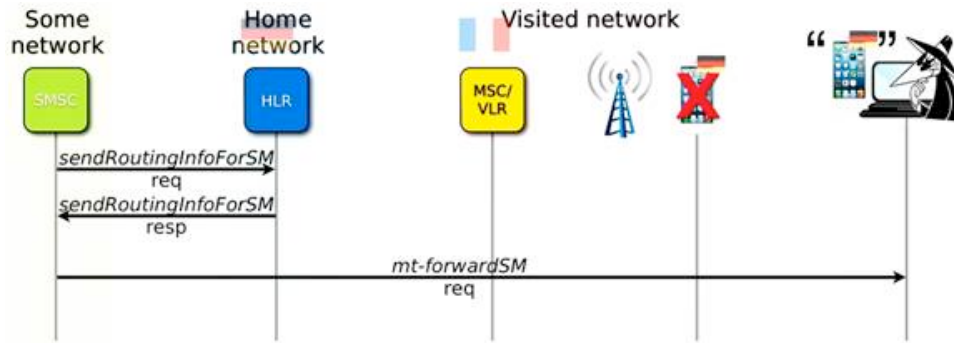 Some
network
Home
network
Visited network
SMSC
HLR
MSC/
VLR
“ ”
sendRoutingInfoForSM
req
sendRoutingInfoForSM
resp
mt-forwardSM
req